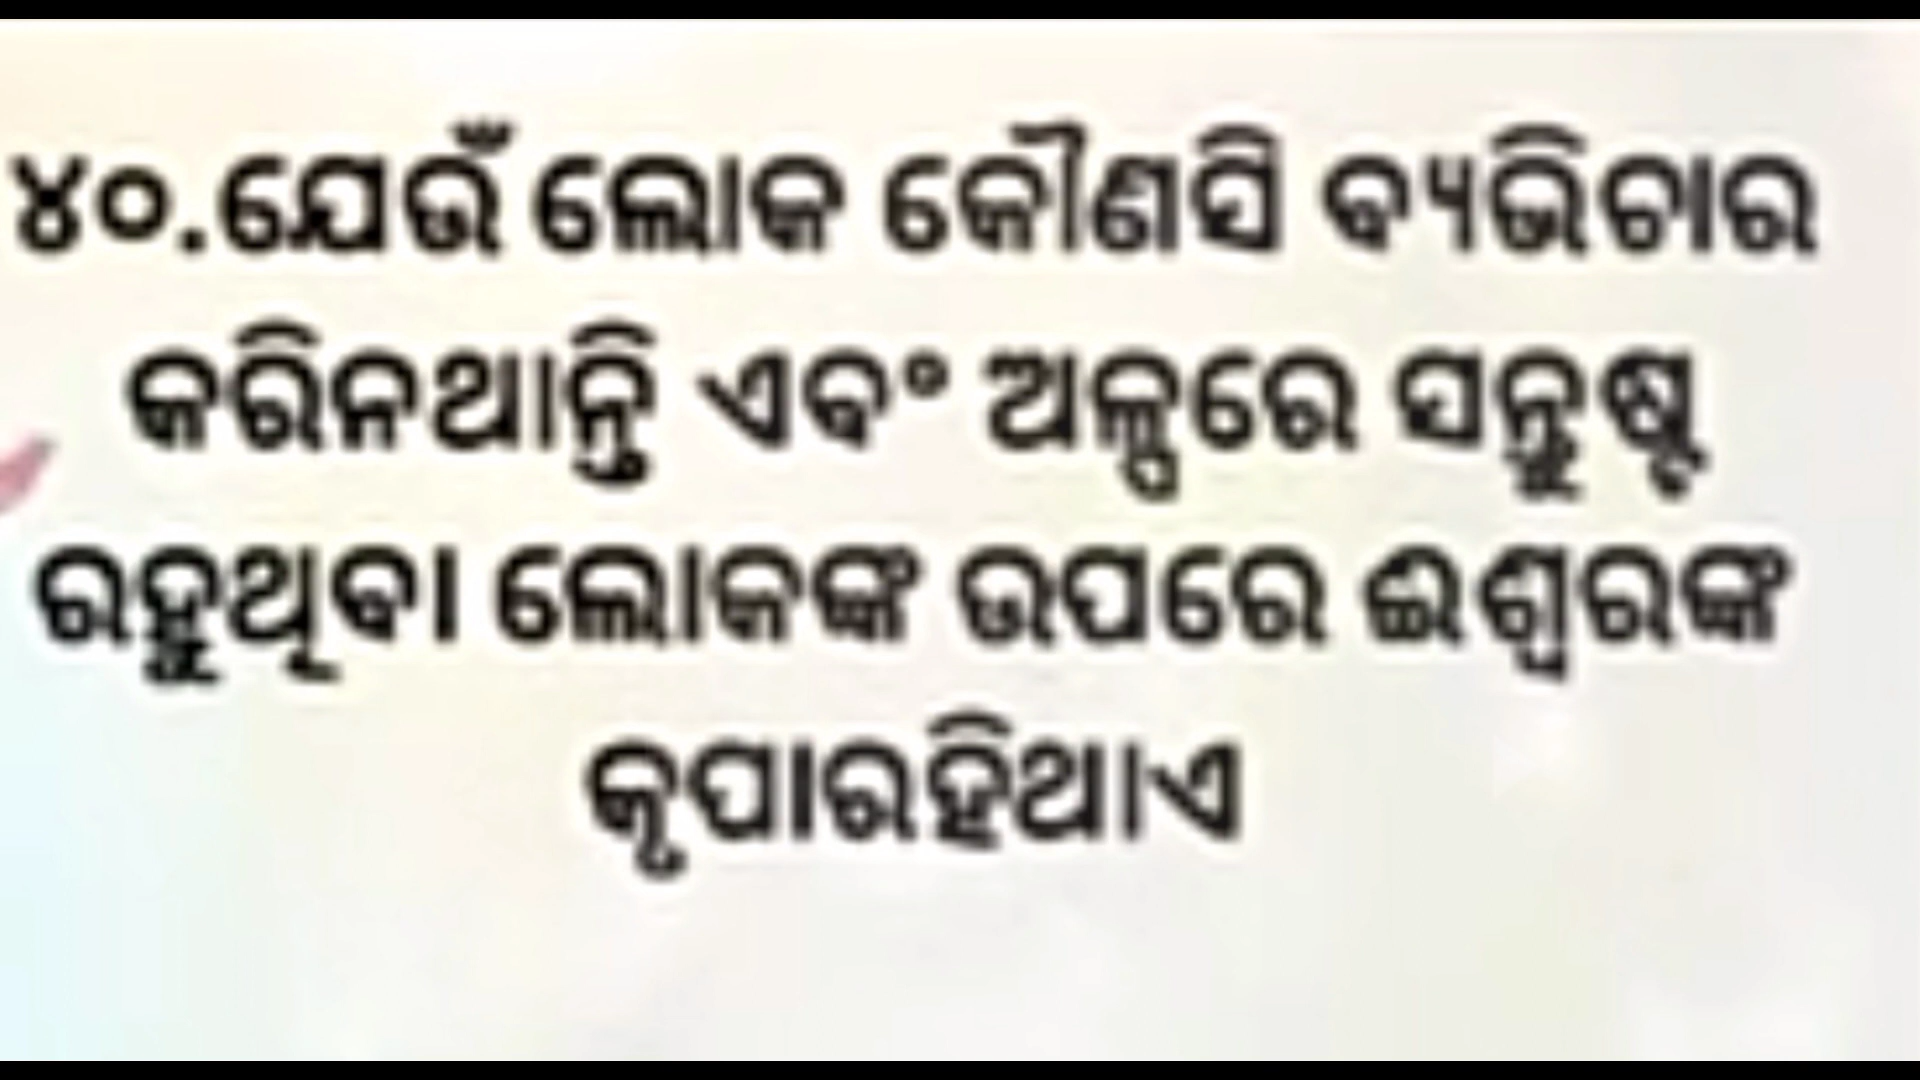 ୪୦.ଯେଉଁ ଲୋକ କୌଣସି ବ୍ୟଭିଚାର
କରିନଥାନ୍ତି ଏବଂ ଅଳ୍ପରେ ସନ୍ତୁଷ୍ଟ
ରହୁଥିବା ଲୋକଙ୍କ ଉପରେ ଈଶ୍ୱରଙ୍କ
କୃପାରହିଥାଏ